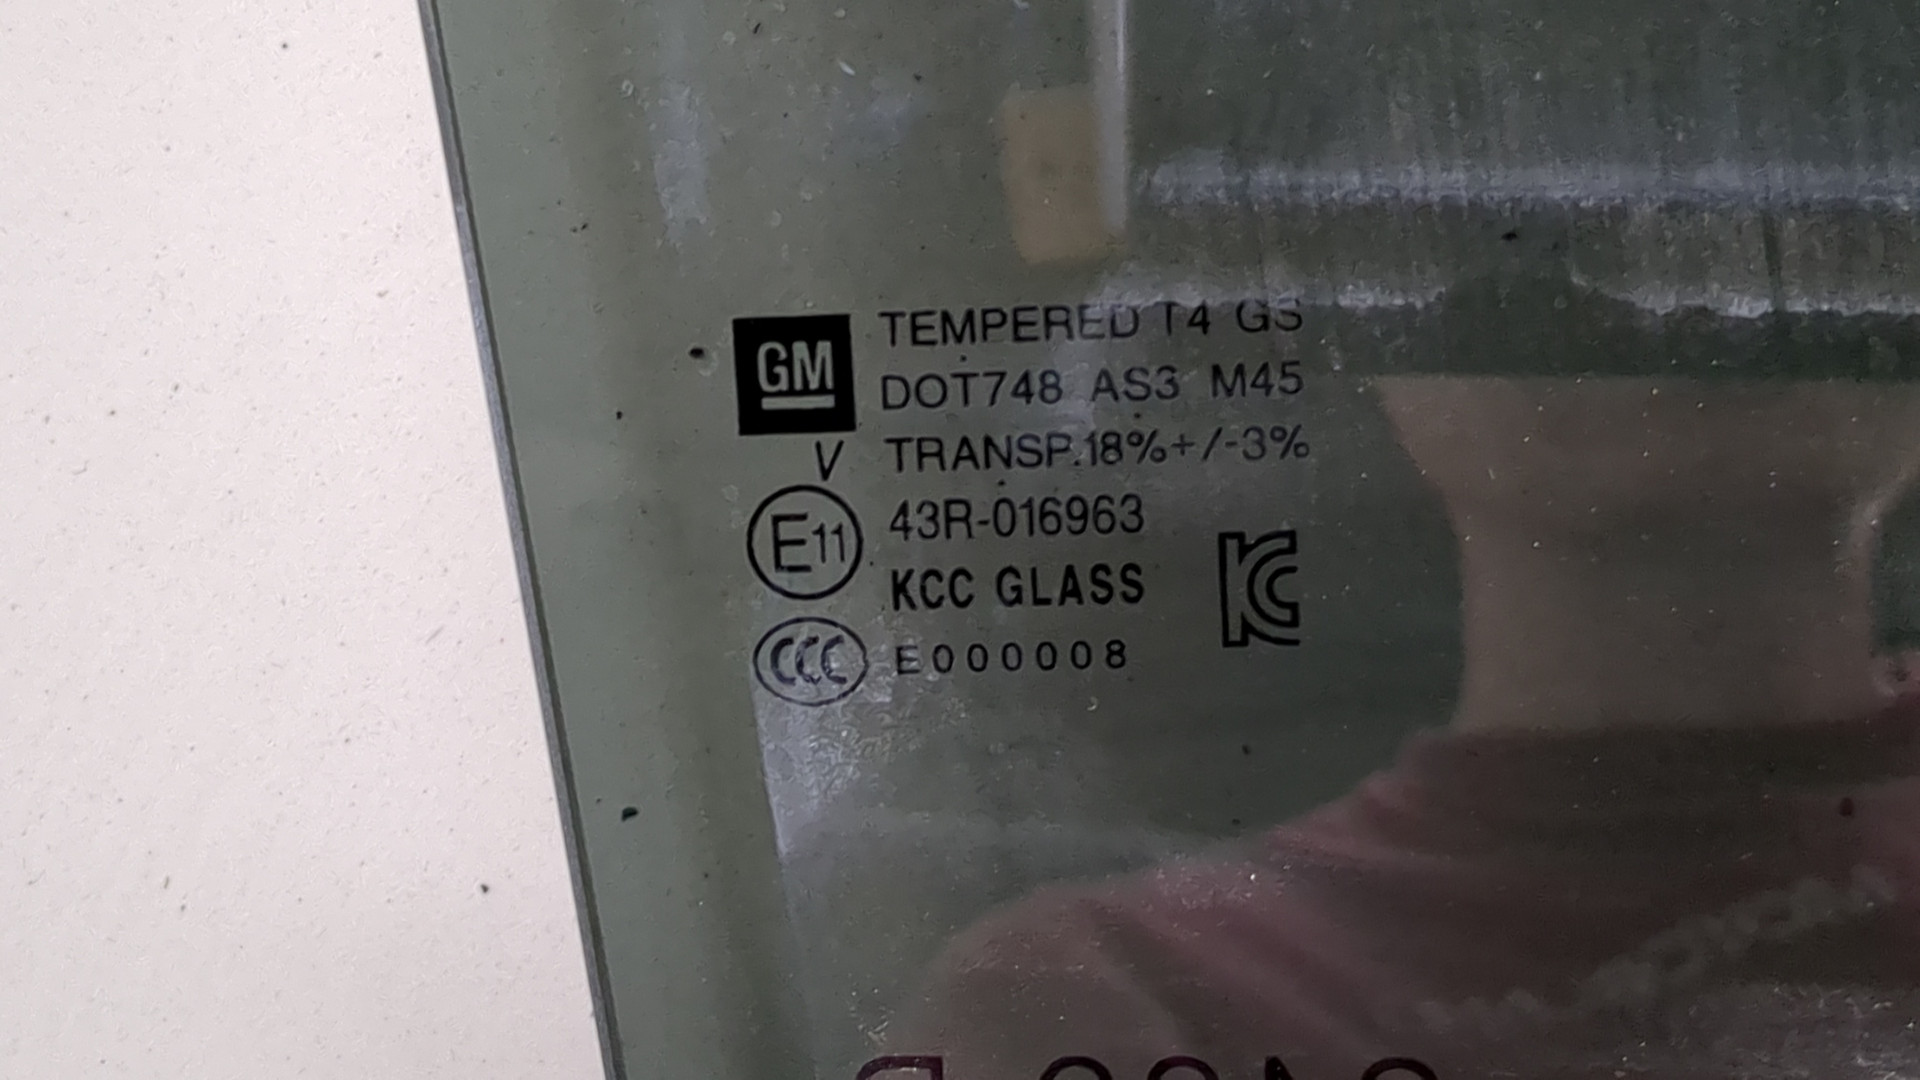 GM
TEMPERED T4 GS
DOT748 AS3 M45
V TRANSP.18%+/-3%
E11 43R-016963
KCC GLASS
KC
CCC E000008